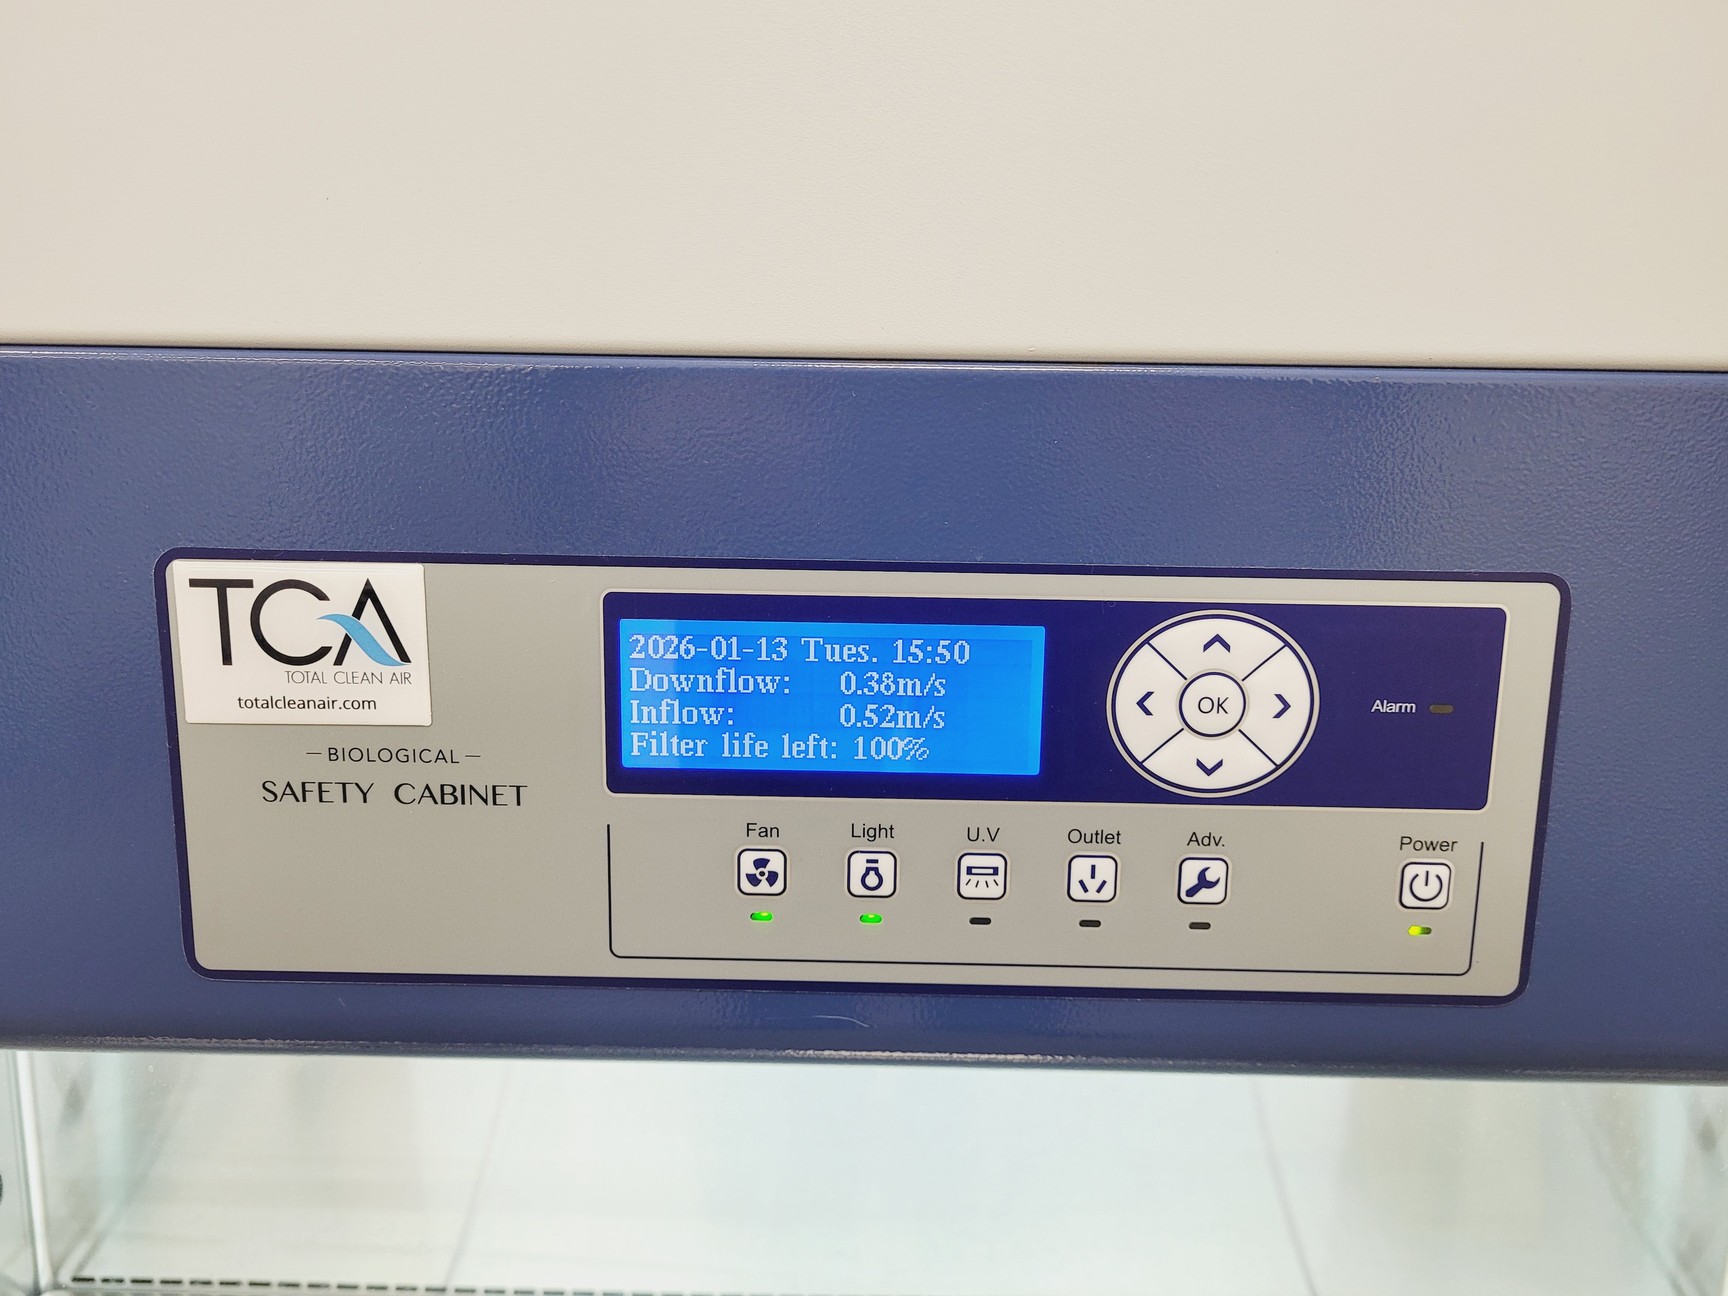 TCA
TOTAL CLEAN AIR
totalcleanair.com
BIOLOGICAL
SAFETY CABINET
2026-01-13 Tues. 15:50
Downflow: 0.38m/s
Inflow: 0.52m/s
Filter life left: 100%
OK
Alarm
Fan Light U.V Outlet Adv. Power